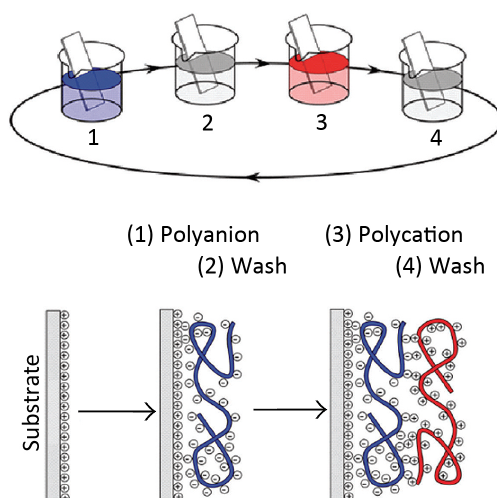 1
2
3
4
(1) Polyanion
(3) Polycation
(2) Wash
(4) Wash
Substrate